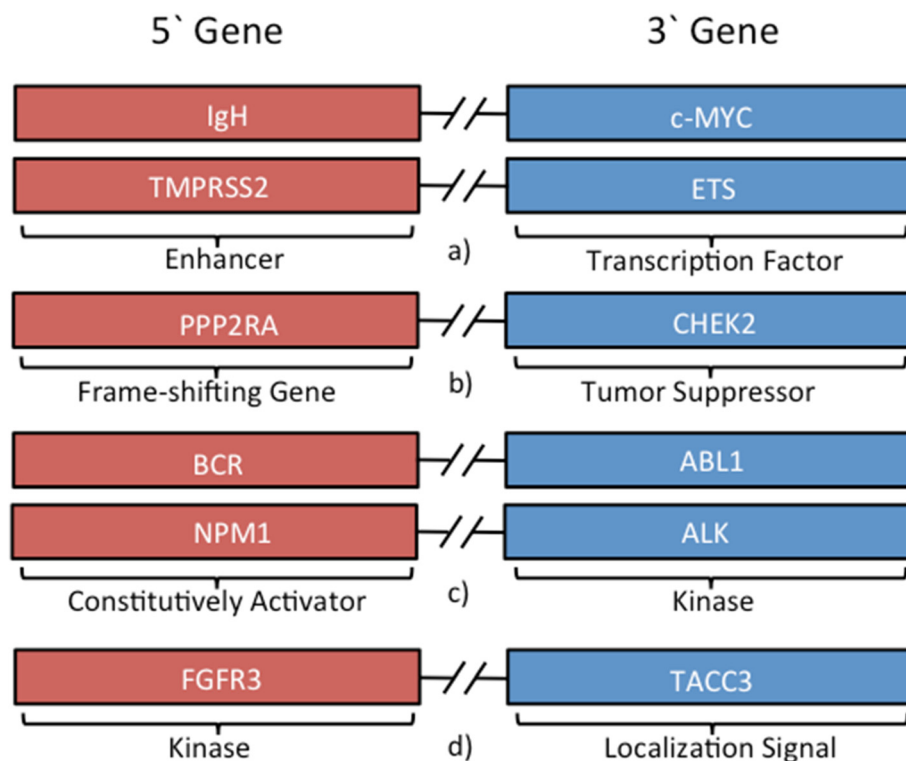 5` Gene 3` Gene
IgH c-MYC
TMPRSS2 ETS
Enhancer a) Transcription Factor
PPP2RA CHEK2
Frame-shifting Gene b) Tumor Suppressor
BCR ABL1
NPM1 ALK
Constitutively Activator c) Kinase
FGFR3 TACC3
Kinase d) Localization Signal